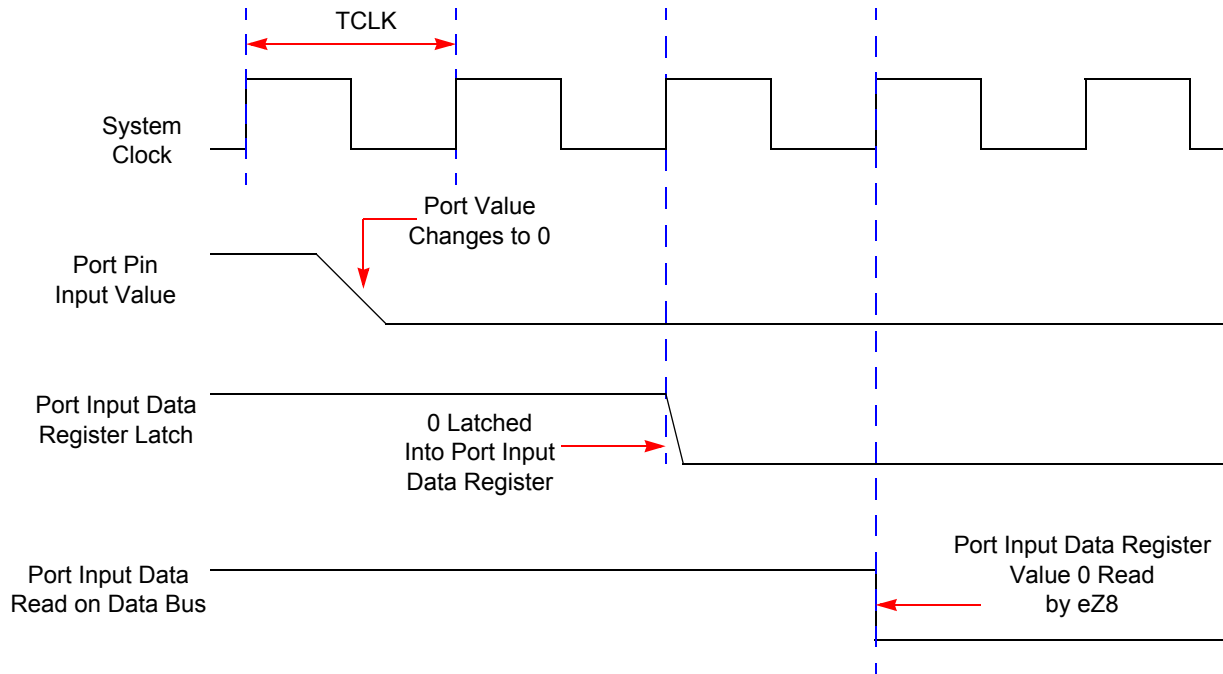 TCLK
System
Clock
Port Value
Changes to 0
Port Pin
Input Value
Port Input Data
Register Latch
0 Latched
Into Port Input
Data Register
Port Input Data
Read on Data Bus
Port Input Data Register
Value 0 Read
by eZ8